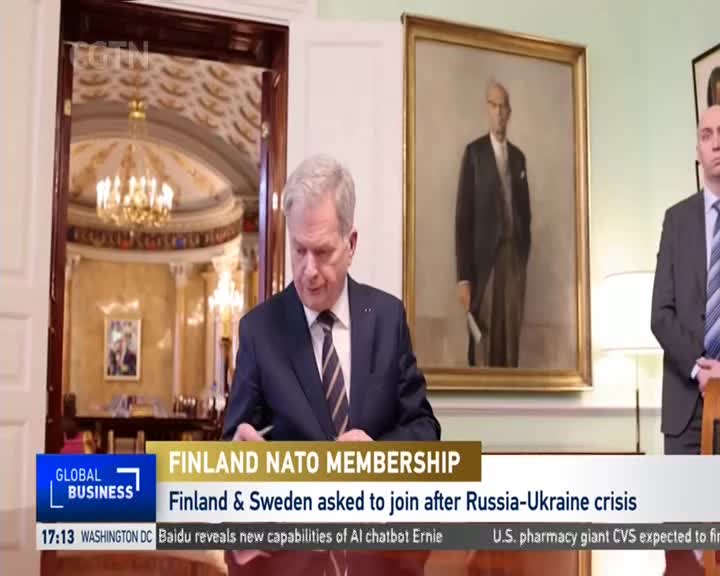 CGTN
FINLAND NATO MEMBERSHIP
GLOBAL
BUSINESS
Finland & Sweden asked to join after Russia-Ukraine crisis
17:13 WASHINGTON DC Baidu reveals new capabilities of AI chatbot Ernie U.S. pharmacy giant CVS expected to fi